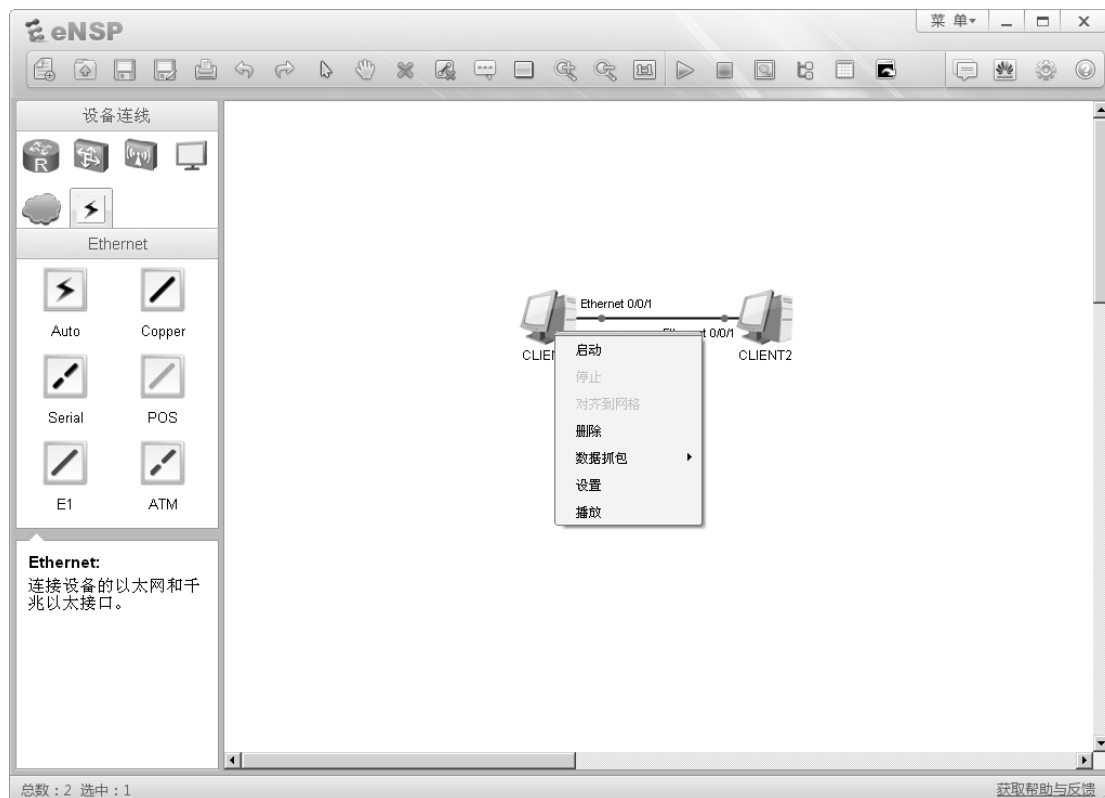 eNSP
菜 单
设备连线
Ethernet
Auto
Copper
Serial
POS
E1
ATM
Ethernet:
连接设备的以太网和千
兆以太接口。
Ethernet 0/0/1
0/0/1
CLIENT2
启动
停止
对齐到网格
删除
数据抓包
设置
播放
总数：2 选中：1
获取帮助与反馈